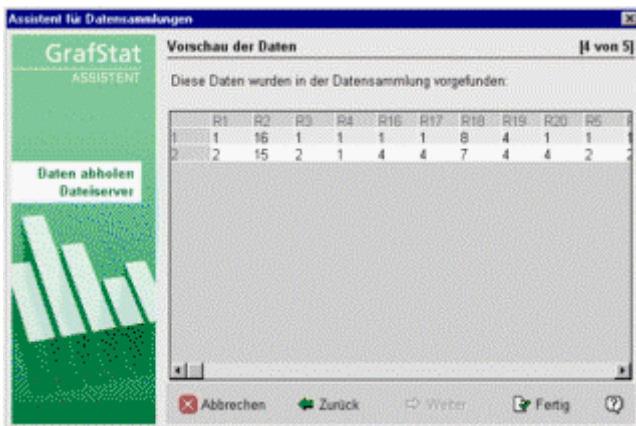 Assistent für Datensammlungen
GrafStat
ASSISTENT
Daten abholen
Dateiserver
Vorschau der Daten [4 von 5]
Diese Daten wurden in der Datensammlung vorgefunden:
R1 R2 R3 R4 R16 R17 R18 R19 R20 R5
1 1 16 1 1 1 1 8 4 1 1 1
2 2 15 2 1 4 4 7 4 4 2 2
Abbrechen Zurück Weiter Fertig ?